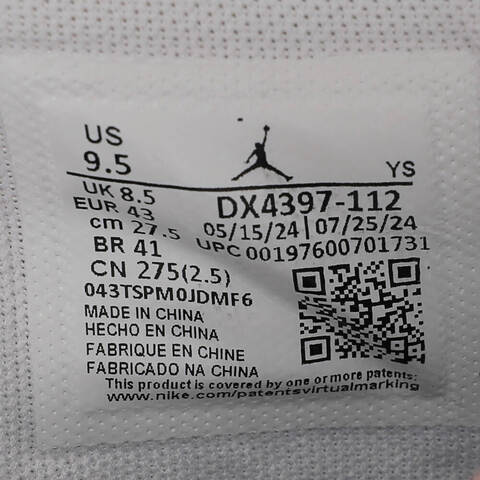 US
9.5
YS
UK 8.5
EUR 43
cm 27.5
BR 41
CN 275(2.5)
DX4397-112
05/15/24 07/25/24
UPC 00197600701731
043TSPM0JDMF6
MADE IN CHINA
HECHO EN CHINA
FABRIQUE EN CHINE
FABRICADO NA CHINA
This product is covered by one or more patents:
www.nike.com/patentsvirtualmarking